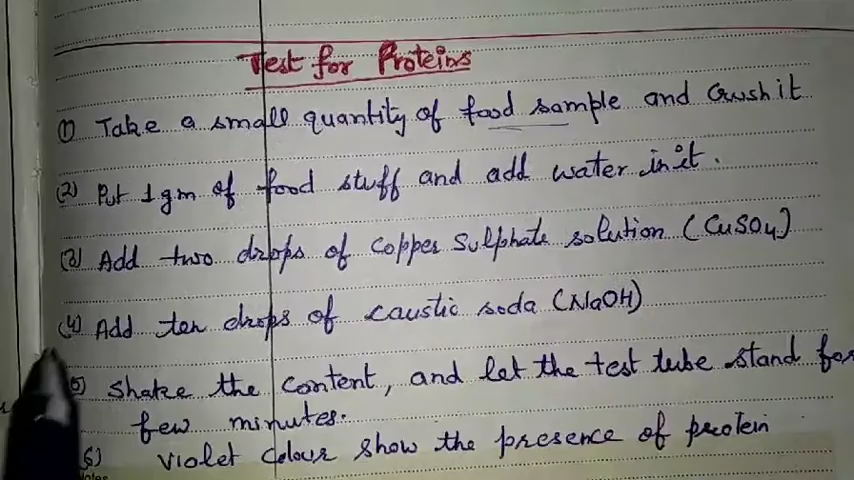 Test for Proteins
(1) Take a small quantity of food sample and Crush it
(2) Put 1gm of food stuff and add water in it.
(3) Add two drops of Copper Sulphate solution (CuSO4)
(4) Add ten drops of caustic soda (NaOH)
(5) Shake the content, and let the test tube stand for
few minutes.
(6) violet colour show the presence of protein
Notes